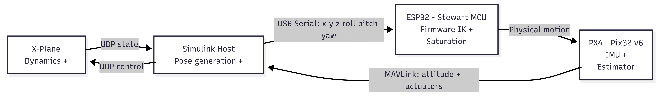 X-Plane
Dynamics +
UDP state
UDP control
Simulink Host
Pose generation +
USB Serial: x y z roll pitch
yaw
ESP32 - Stewart MCU
Firmware IK +
Saturation
Physical motion
PX4 - Pix32 v6
IMU +
Estimator
MAVLink: attitude +
actuators